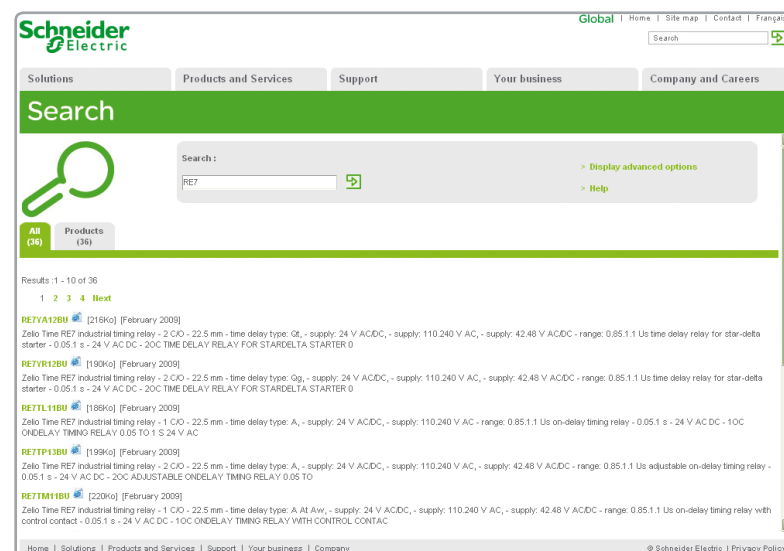 Global | Home | Site map | Contact | Françai
Schneider
Electric
Search
Solutions Products and Services Support Your business Company and Careers
Search
Search :
RE7
> Display advanced options
> Help
All
(36)
Products
(36)
Results :1 - 10 of 36
1 2 3 4 Next
RE7YA12BU [216Ko] [February 2009]
Zelio Time RE7 industrial timing relay - 2 C/O - 22.5 mm - time delay type: Qt, - supply: 24 V AC/DC, - supply: 110.240 V AC, - supply: 42.48 V AC/DC - range: 0.85.1.1 Us time delay relay for star-delta
starter - 0.05.1 s - 24 V AC DC - 2OC TIME DELAY RELAY FOR STARDELTA STARTER 0
RE7YR12BU [190Ko] [February 2009]
Zelio Time RE7 industrial timing relay - 2 C/O - 22.5 mm - time delay type: Qg, - supply: 24 V AC/DC, - supply: 110.240 V AC, - supply: 42.48 V AC/DC - range: 0.85.1.1 Us time delay relay for star-delta
starter - 0.05.1 s - 24 V AC DC - 2OC TIME DELAY RELAY FOR STARDELTA STARTER 0
RE7TL11BU [186Ko] [February 2009]
Zelio Time RE7 industrial timing relay - 1 C/O - 22.5 mm - time delay type: A, - supply: 24 V AC/DC, - supply: 110.240 V AC - range: 0.85.1.1 Us on-delay timing relay - 0.05.1 s - 24 V AC DC - 1OC
ONDELAY TIMING RELAY 0.05 TO 1 S 24 V AC
RE7TP13BU [199Ko] [February 2009]
Zelio Time RE7 industrial timing relay - 2 C/O - 22.5 mm - time delay type: A, - supply: 24 V AC/DC, - supply: 110.240 V AC, - supply: 42.48 V AC/DC - range: 0.85.1.1 Us adjustable on-delay timing relay -
0.05.1 s - 24 V AC DC - 2OC ADJUSTABLE ONDELAY TIMING RELAY 0.05 TO
RE7TM11BU [220Ko] [February 2009]
Zelio Time RE7 industrial timing relay - 1 C/O - 22.5 mm - time delay type: A At Aw, - supply: 24 V AC/DC, - supply: 110.240 V AC, - supply: 42.48 V AC/DC - range: 0.85.1.1 Us on-delay timing relay with
control contact - 0.05.1 s - 24 V AC DC - 1OC ONDELAY TIMING RELAY WITH CONTROL CONTAC
Home | Solutions | Products and Services | Support | Your business | Company © Schneider Electric | Privacy Policy